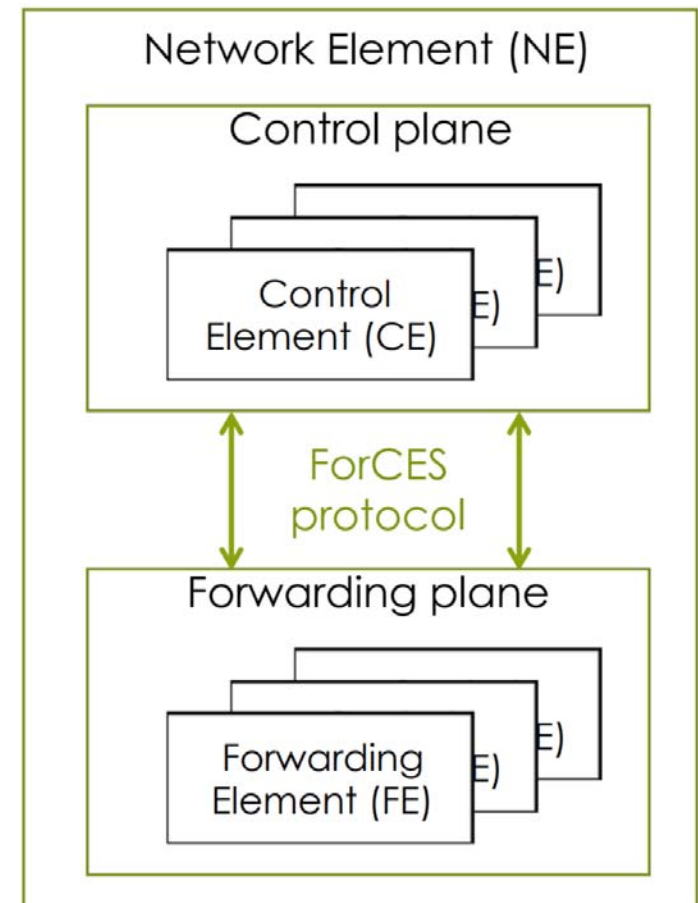 Network Element (NE)
Control plane
E)
E)
Control
Element (CE)
ForCES
protocol
Forwarding plane
E)
E)
Forwarding
Element (FE)